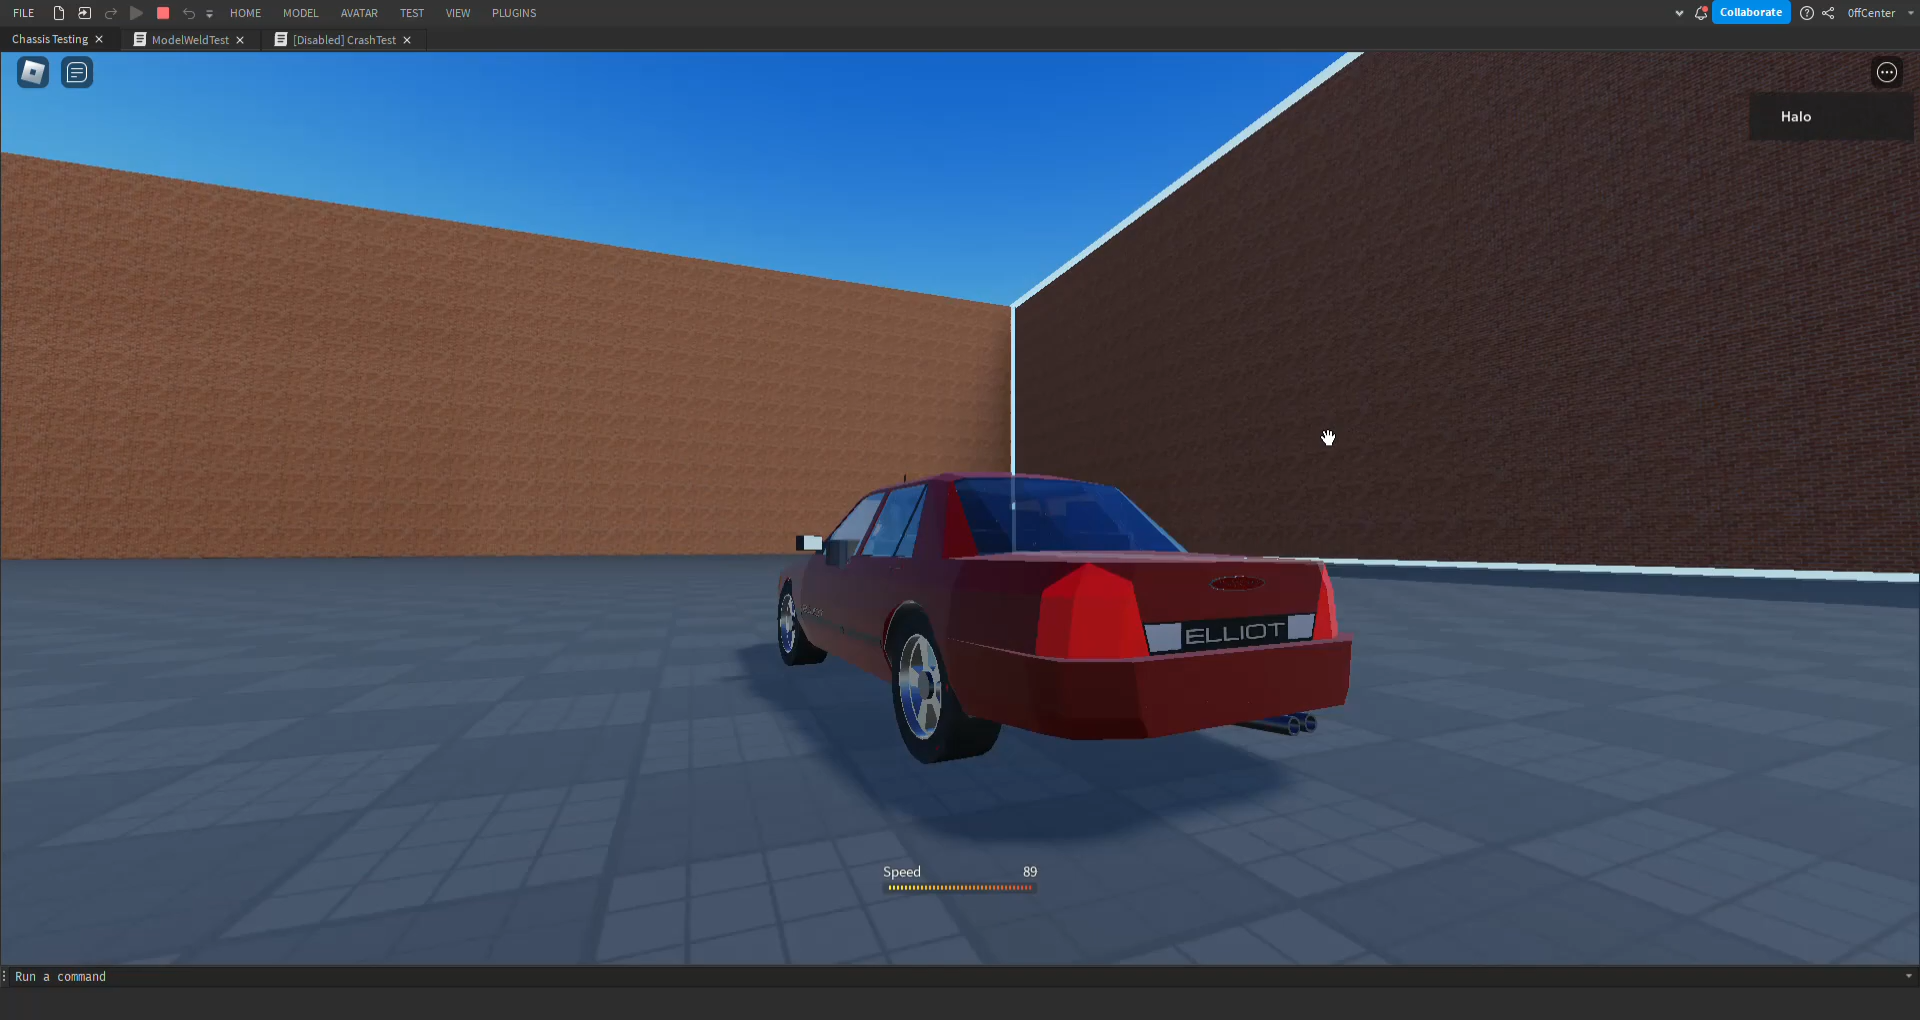 FILE HOME MODEL AVATAR TEST VIEW PLUGINS Collaborate 0ffCenter
Chassis Testing ModelWeldTest [Disabled] CrashTest
Halo
ELLIOT
Speed 89
Run a command